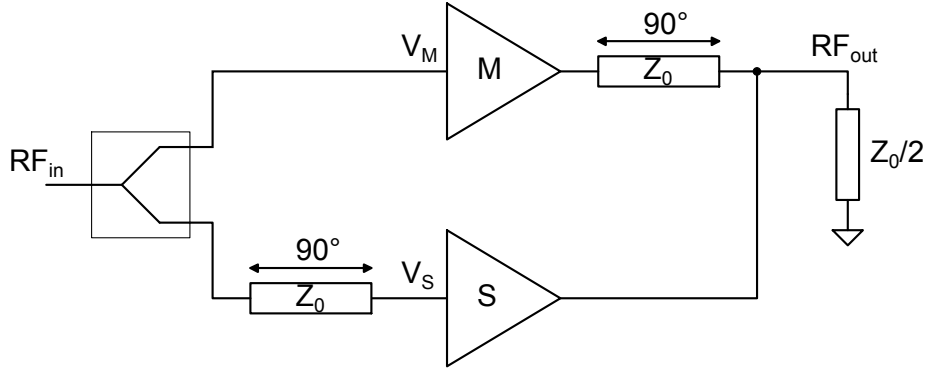 90°
V_M
M
Z_0
RF_out
RF_in
Z_0/2
90°
V_S
S
Z_0